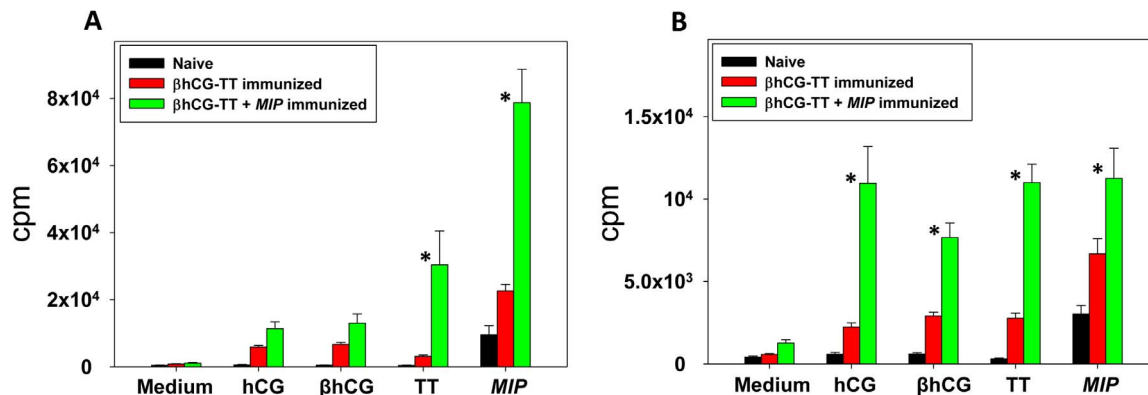 A
Naive
βhCG-TT immunized
βhCG-TT + MIP immunized
8x10⁴
6x10⁴
4x10⁴
2x10⁴
0
cpm
*
*
Medium hCG βhCG TT MIP
B
Naive
βhCG-TT immunized
βhCG-TT + MIP immunized
1.5x10⁴
10⁴
5.0x10³
0
cpm
*
*
*
*
Medium hCG βhCG TT MIP